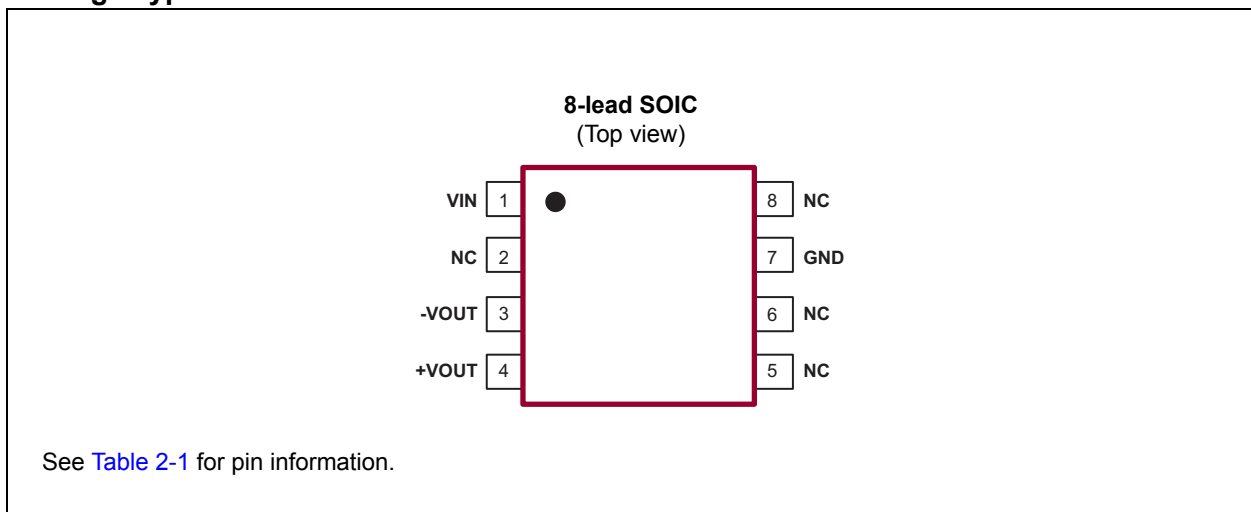 8-lead SOIC
(Top view)
VIN 1 8 NC
NC 2 7 GND
-VOUT 3 6 NC
+VOUT 4 5 NC
See Table 2-1 for pin information.